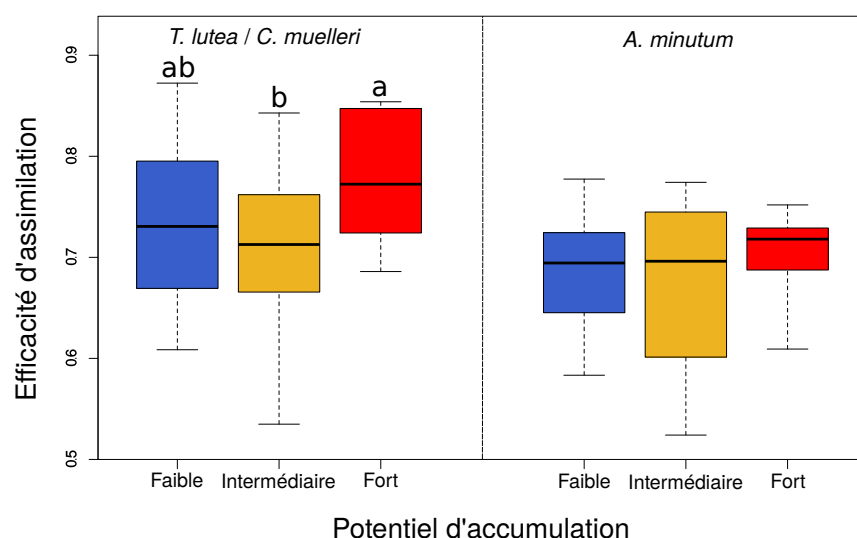 T. lutea / C. muelleri
A. minutum
ab
b
a
Efficacité d'assimilation
0.9
0.8
0.7
0.6
0.5
Faible Intermédiaire Fort
Faible Intermédiaire Fort
Potentiel d'accumulation